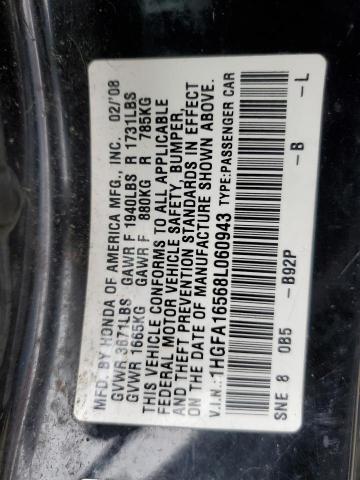 MFD. BY HONDA OF AMERICA MFG., INC. 02/'08
GVWR 3671LBS GAWR F 1940LBS R 1731LBS
GVWR 1665KG GAWR F 880KG R 785KG
THIS VEHICLE CONFORMS TO ALL APPLICABLE
FEDERAL MOTOR VEHICLE SAFETY, BUMPER,
AND THEFT PREVENTION STANDARDS IN EFFECT
ON THE DATE OF MANUFACTURE SHOWN ABOVE.
V.I.N.:1HGFA16568L060943 TYPE:PASSENGER CAR
SNE 8 0B5 -B92P -B -L